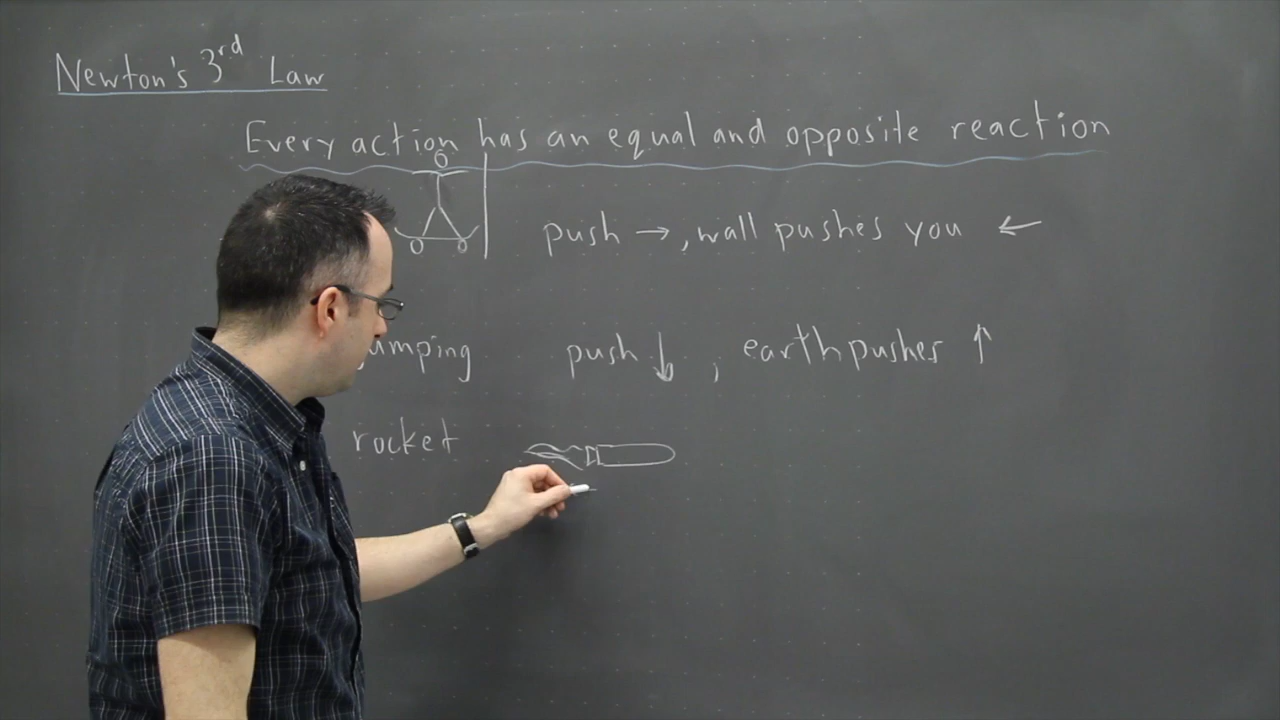 Newton's 3rd Law
Every action has an equal and opposite reaction
push →, wall pushes you ←
umping push ↓, earth pushes ↑
rocket